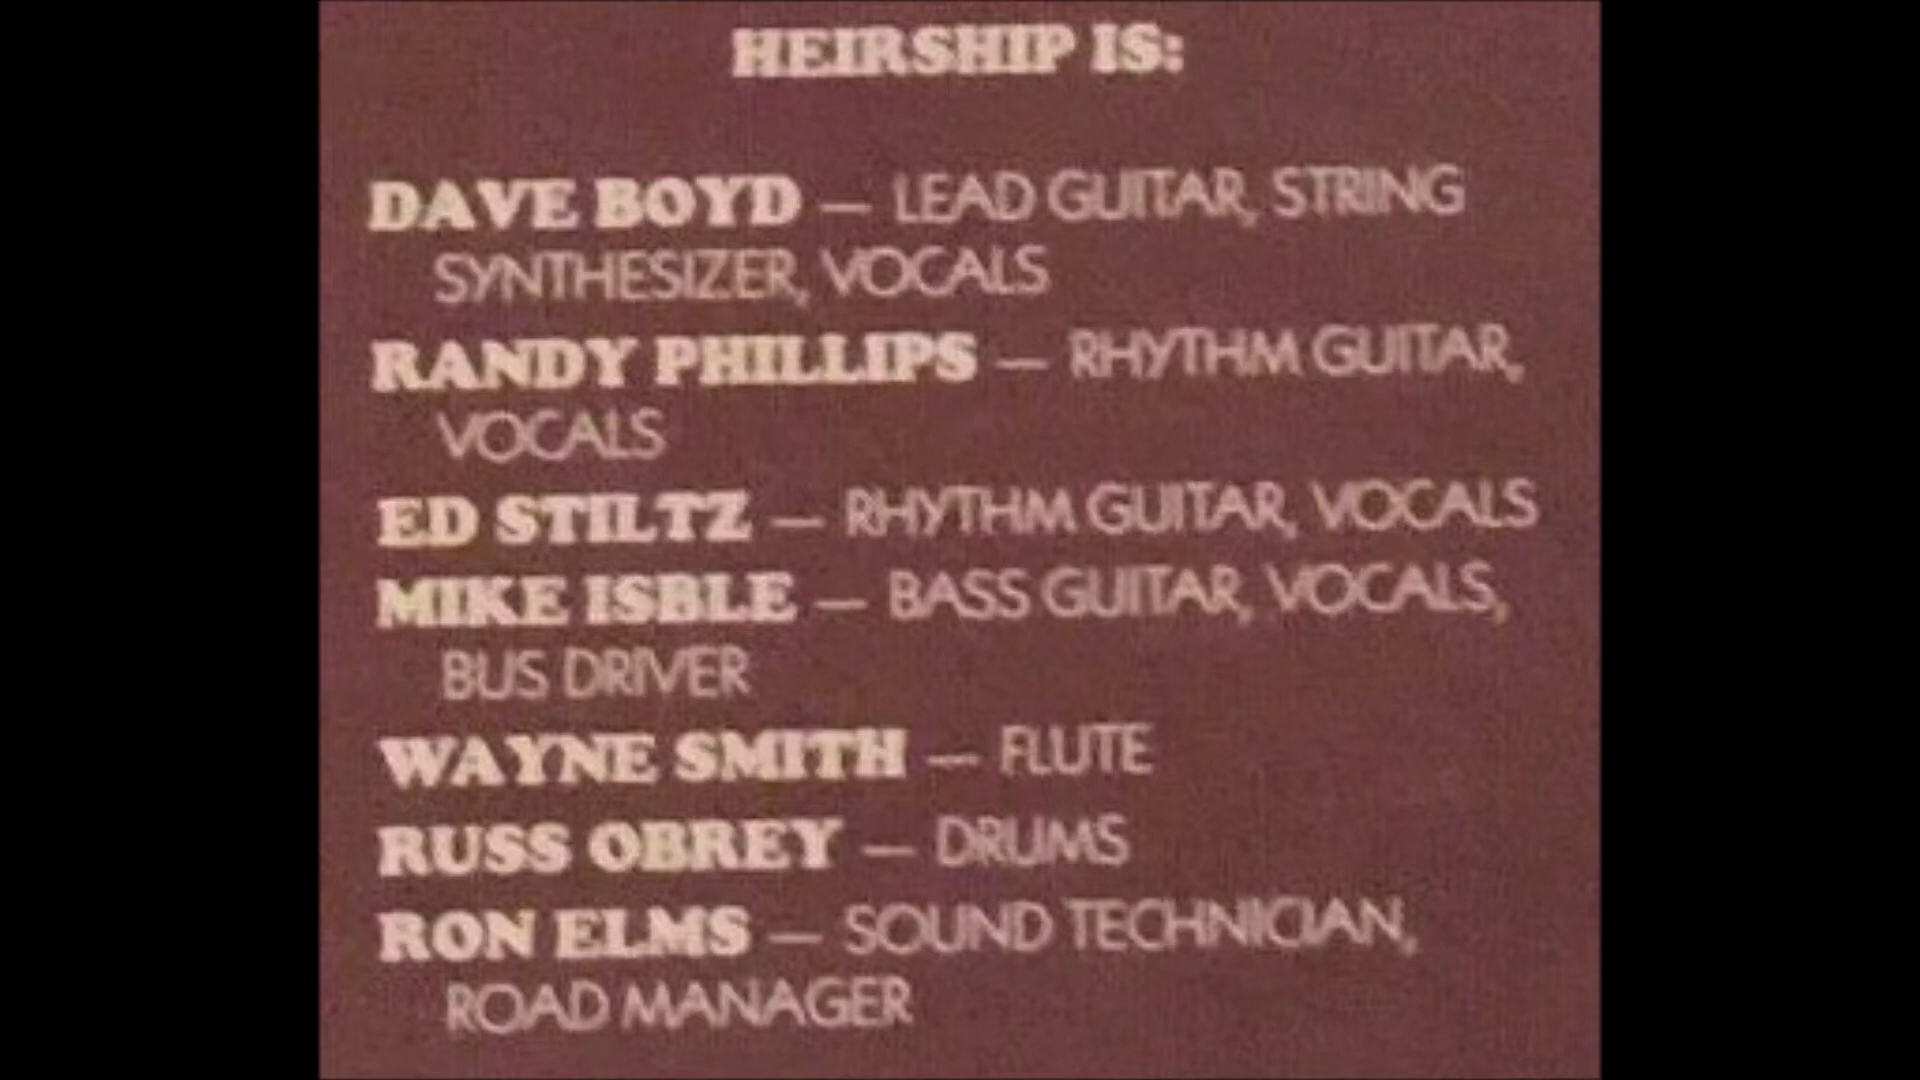 HEIRSHIP IS:
DAVE BOYD — LEAD GUITAR, STRING
SYNTHESIZER, VOCALS
RANDY PHILLIPS — RHYTHM GUITAR,
VOCALS
ED STILTZ — RHYTHM GUITAR, VOCALS
MIKE ISBLE — BASS GUITAR, VOCALS,
BUS DRIVER
WAYNE SMITH — FLUTE
RUSS OBREY — DRUMS
RON ELMS — SOUND TECHNICIAN,
ROAD MANAGER